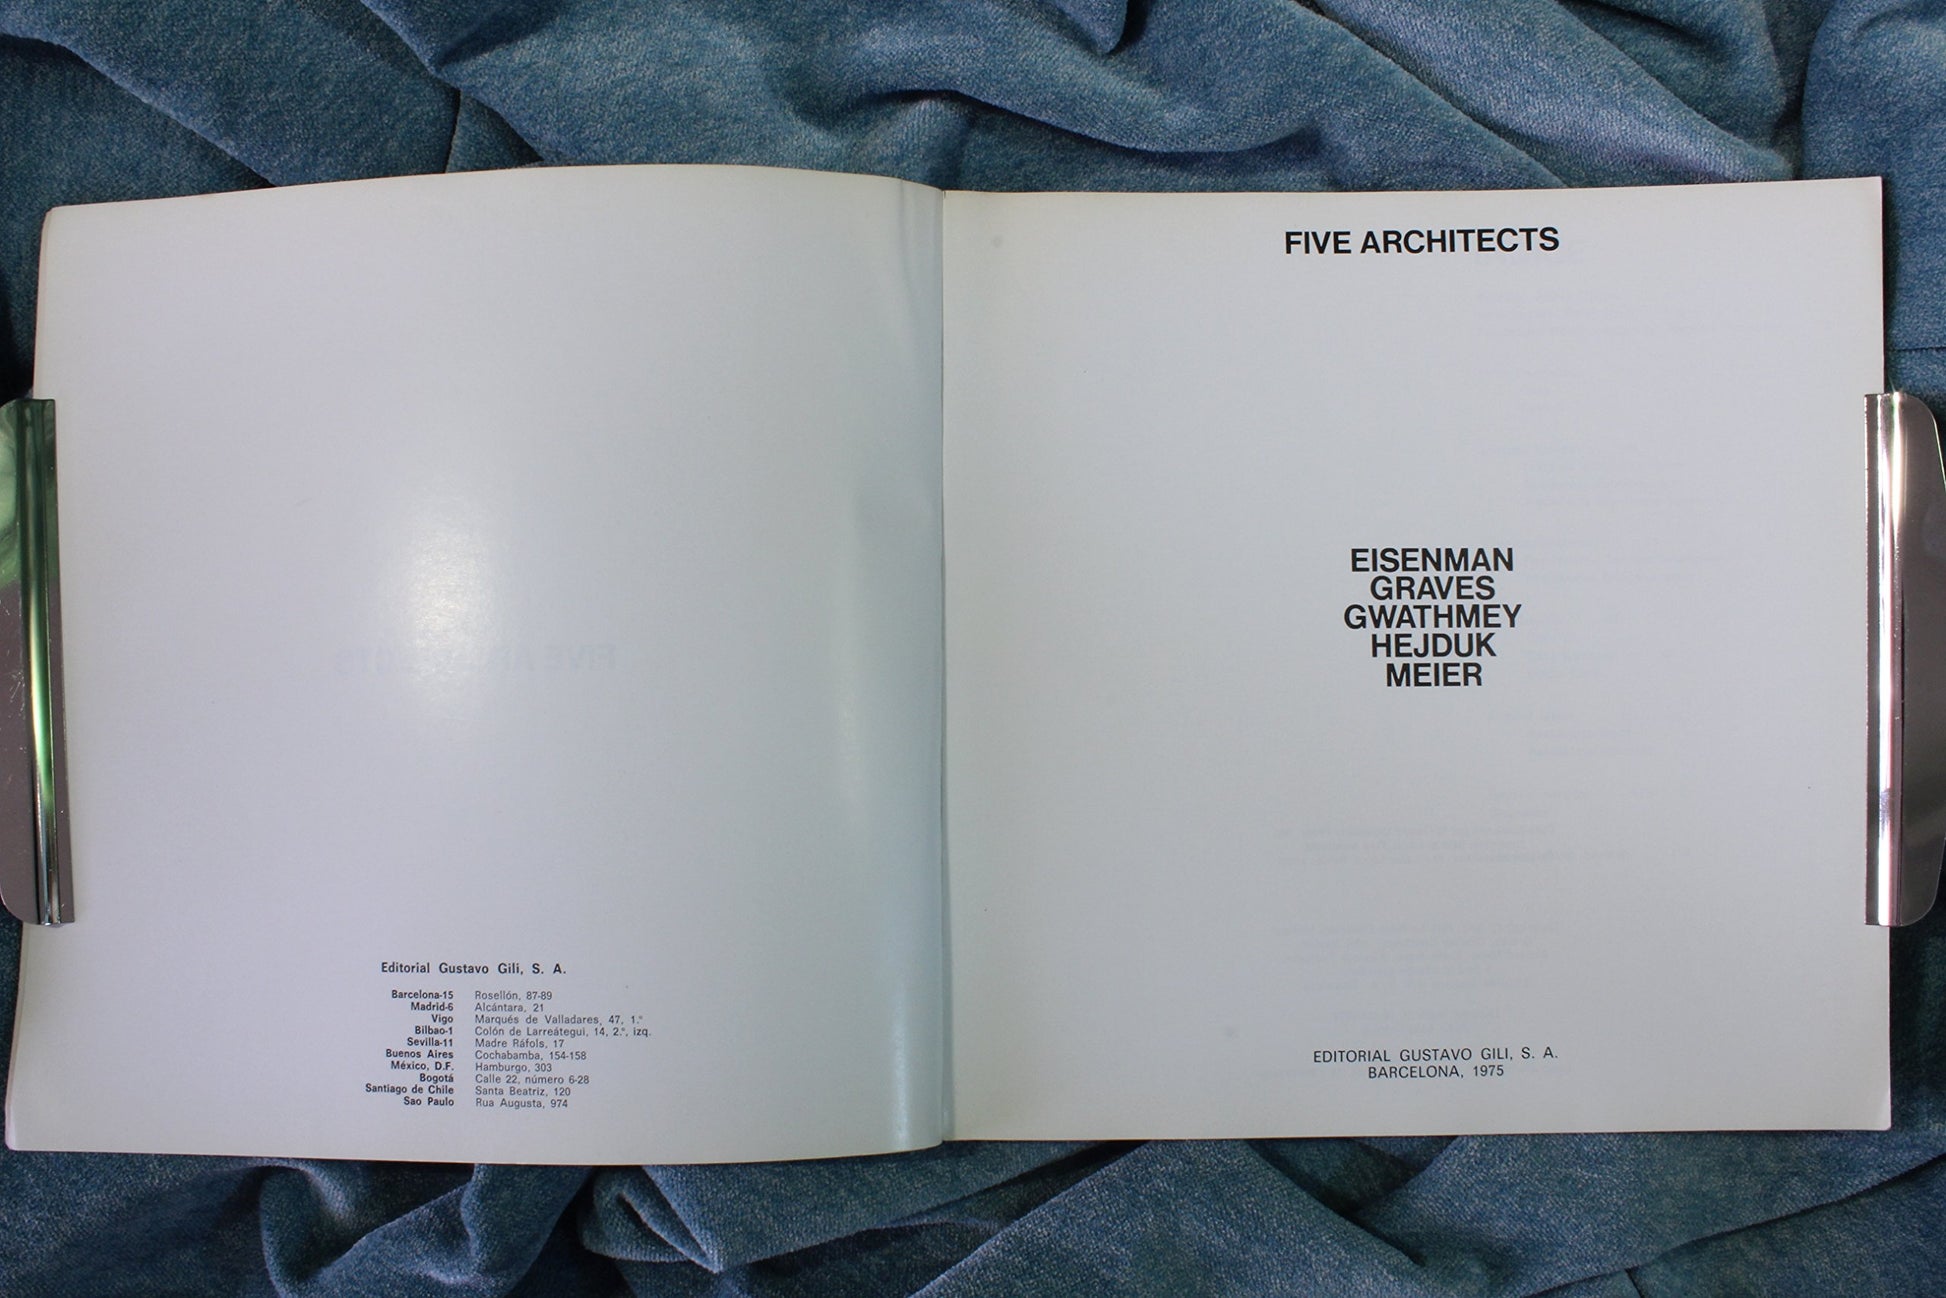 Editorial Gustavo Gili, S. A.
Barcelona-15 Rosellón, 87-89
Madrid-6 Alcántara, 21
Vigo Marqués de Valladares, 47, 1.°
Bilbao-1 Colón de Larreátegui, 14, 2.°, izq.
Sevilla-11 Madre Ráfols, 17
Buenos Aires Cochabamba, 154-158
México, D.F. Hamburgo, 303
Bogotá Calle 22, número 6-28
Santiago de Chile Santa Beatriz, 120
Sao Paulo Rua Augusta, 974
FIVE ARCHITECTS
EISENMAN
GRAVES
GWATHMEY
HEJDUK
MEIER
EDITORIAL GUSTAVO GILI, S. A.
BARCELONA, 1975